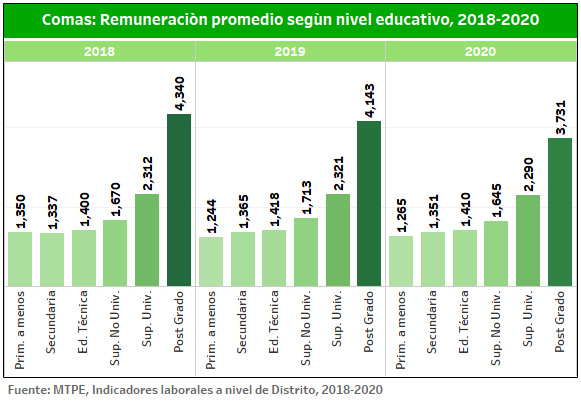 Comas: Remuneraciòn promedio segùn nivel educativo, 2018-2020
2018 2019 2020
1,350 1,337 1,400 1,670 2,312 4,340 1,244 1,365 1,418 1,713 2,321 4,143 1,265 1,351 1,410 1,645 2,290 3,731
Prim. a menos Secundaria Ed. Técnica Sup. No Univ. Sup. Univ. Post Grado Prim. a menos Secundaria Ed. Técnica Sup. No Univ. Sup. Univ. Post Grado Prim. a menos Secundaria Ed. Técnica Sup. No Univ. Sup. Univ. Post Grado
Fuente: MTPE, Indicadores laborales a nivel de Distrito, 2018-2020